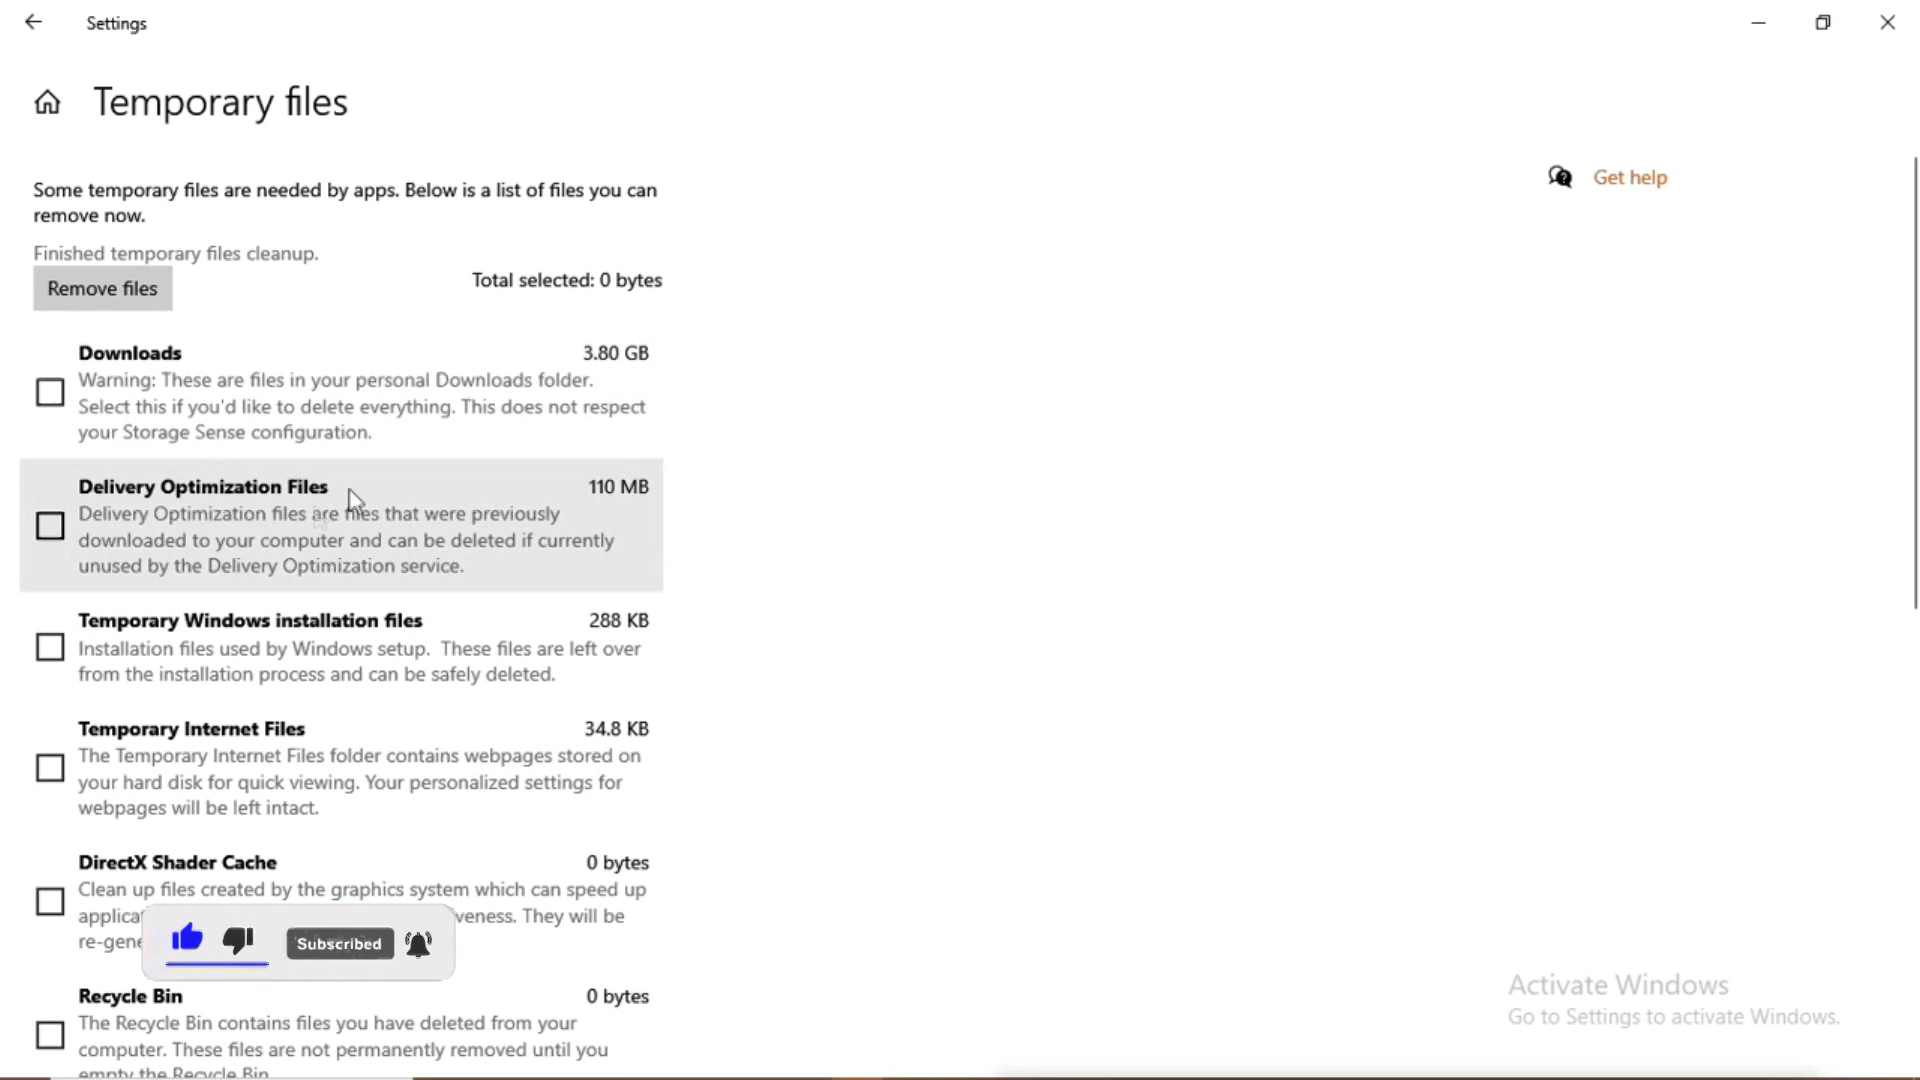 Settings
Temporary files
Some temporary files are needed by apps. Below is a list of files you can
remove now.
Get help
Finished temporary files cleanup.
Remove files
Total selected: 0 bytes
Downloads 3.80 GB
Warning: These are files in your personal Downloads folder.
Select this if you'd like to delete everything. This does not respect
your Storage Sense configuration.
Delivery Optimization Files 110 MB
Delivery Optimization files are files that were previously
downloaded to your computer and can be deleted if currently
unused by the Delivery Optimization service.
Temporary Windows installation files 288 KB
Installation files used by Windows setup. These files are left over
from the installation process and can be safely deleted.
Temporary Internet Files 34.8 KB
The Temporary Internet Files folder contains webpages stored on
your hard disk for quick viewing. Your personalized settings for
webpages will be left intact.
DirectX Shader Cache 0 bytes
Clean up files created by the graphics system which can speed up
They will be
Subscribed
Recycle Bin 0 bytes
The Recycle Bin contains files you have deleted from your
computer. These files are not permanently removed until you
empty the Recycle Bin
Activate Windows
Go to Settings to activate Windows.